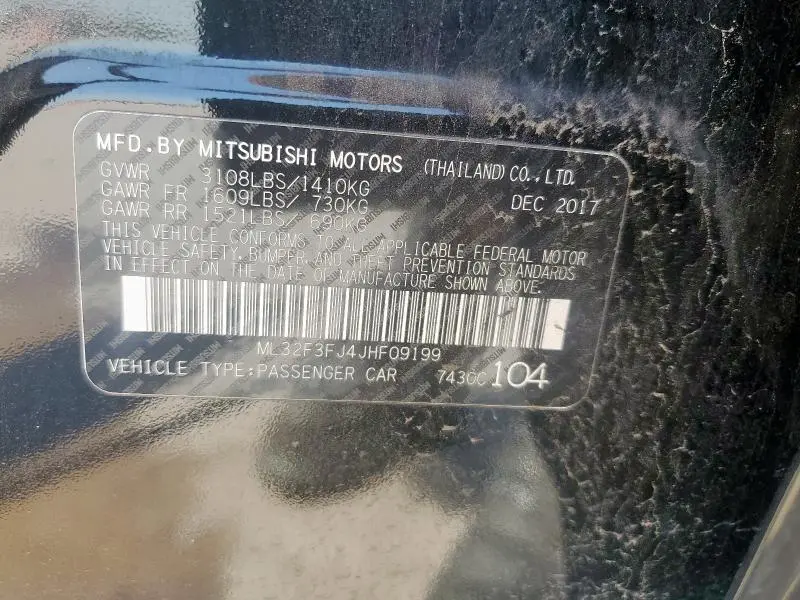 MFD.BY MITSUBISHI MOTORS (THAILAND) CO., LTD.
GVWR 3108LBS/1410KG
GAWR FR 1609LBS/ 730KG DEC 2017
GAWR RR 1521LBS/ 690KG
THIS VEHICLE CONFORMS TO ALL APPLICABLE FEDERAL MOTOR
VEHICLE SAFETY, BUMPER, AND THEFT PREVENTION STANDARDS
IN EFFECT ON THE DATE OF MANUFACTURE SHOWN ABOVE.
ML32F3FJ4JHF09199
VEHICLE TYPE:PASSENGER CAR 743GC 104